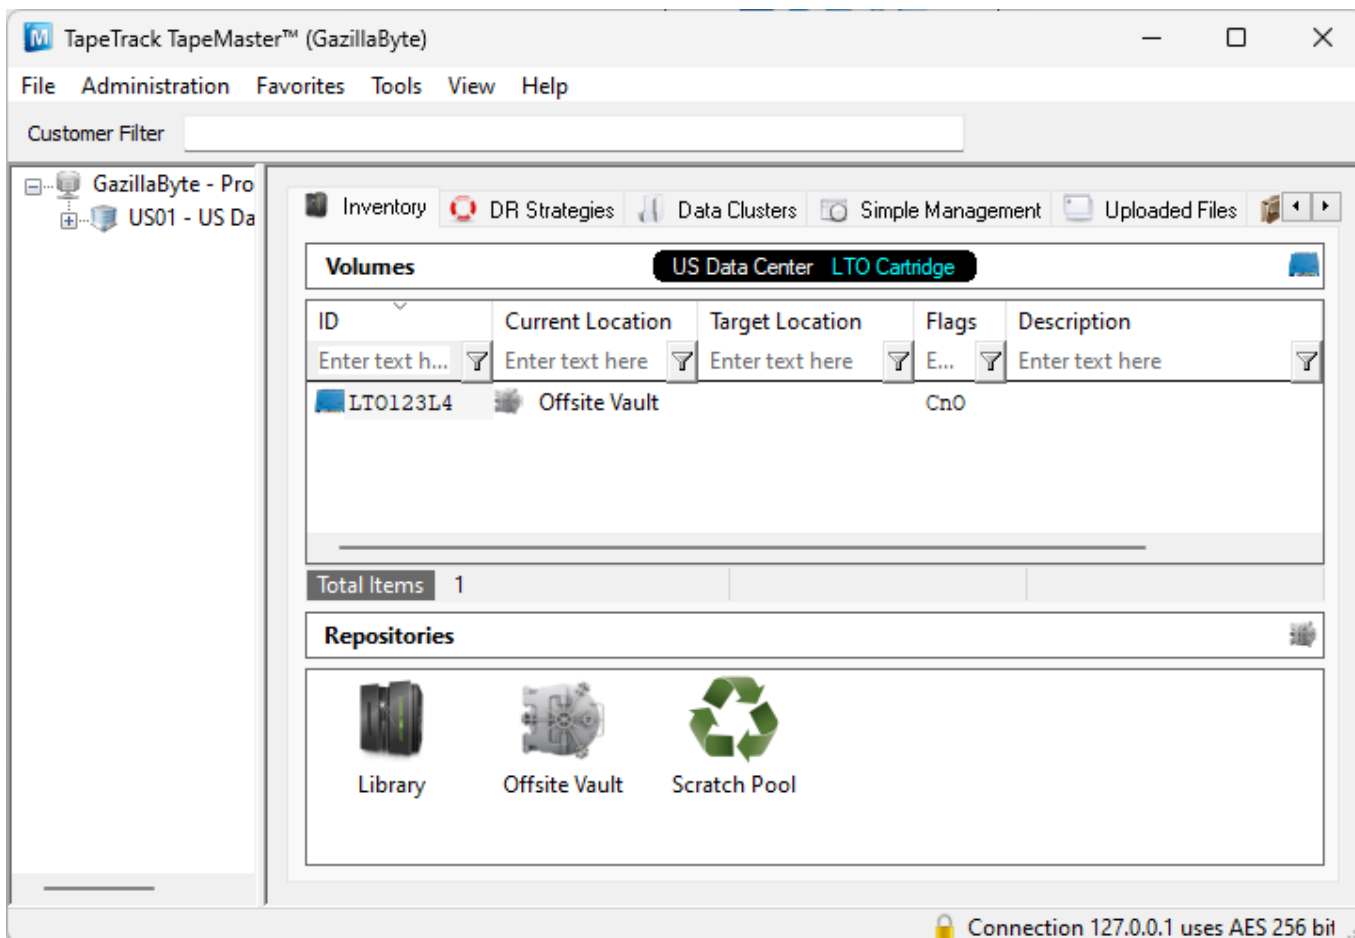 TapeTrack TapeMaster™ (GazillaByte)
File Administration Favorites Tools View Help
Customer Filter
GazillaByte - Pro
US01 - US Da
Inventory DR Strategies Data Clusters Simple Management Uploaded Files
Volumes US Data Center LTO Cartridge
ID Current Location Target Location Flags Description
Enter text h... Enter text here Enter text here E... Enter text here
LTO123L4 Offsite Vault CnO
Total Items 1
Repositories
Library Offsite Vault Scratch Pool
Connection 127.0.0.1 uses AES 256 bit